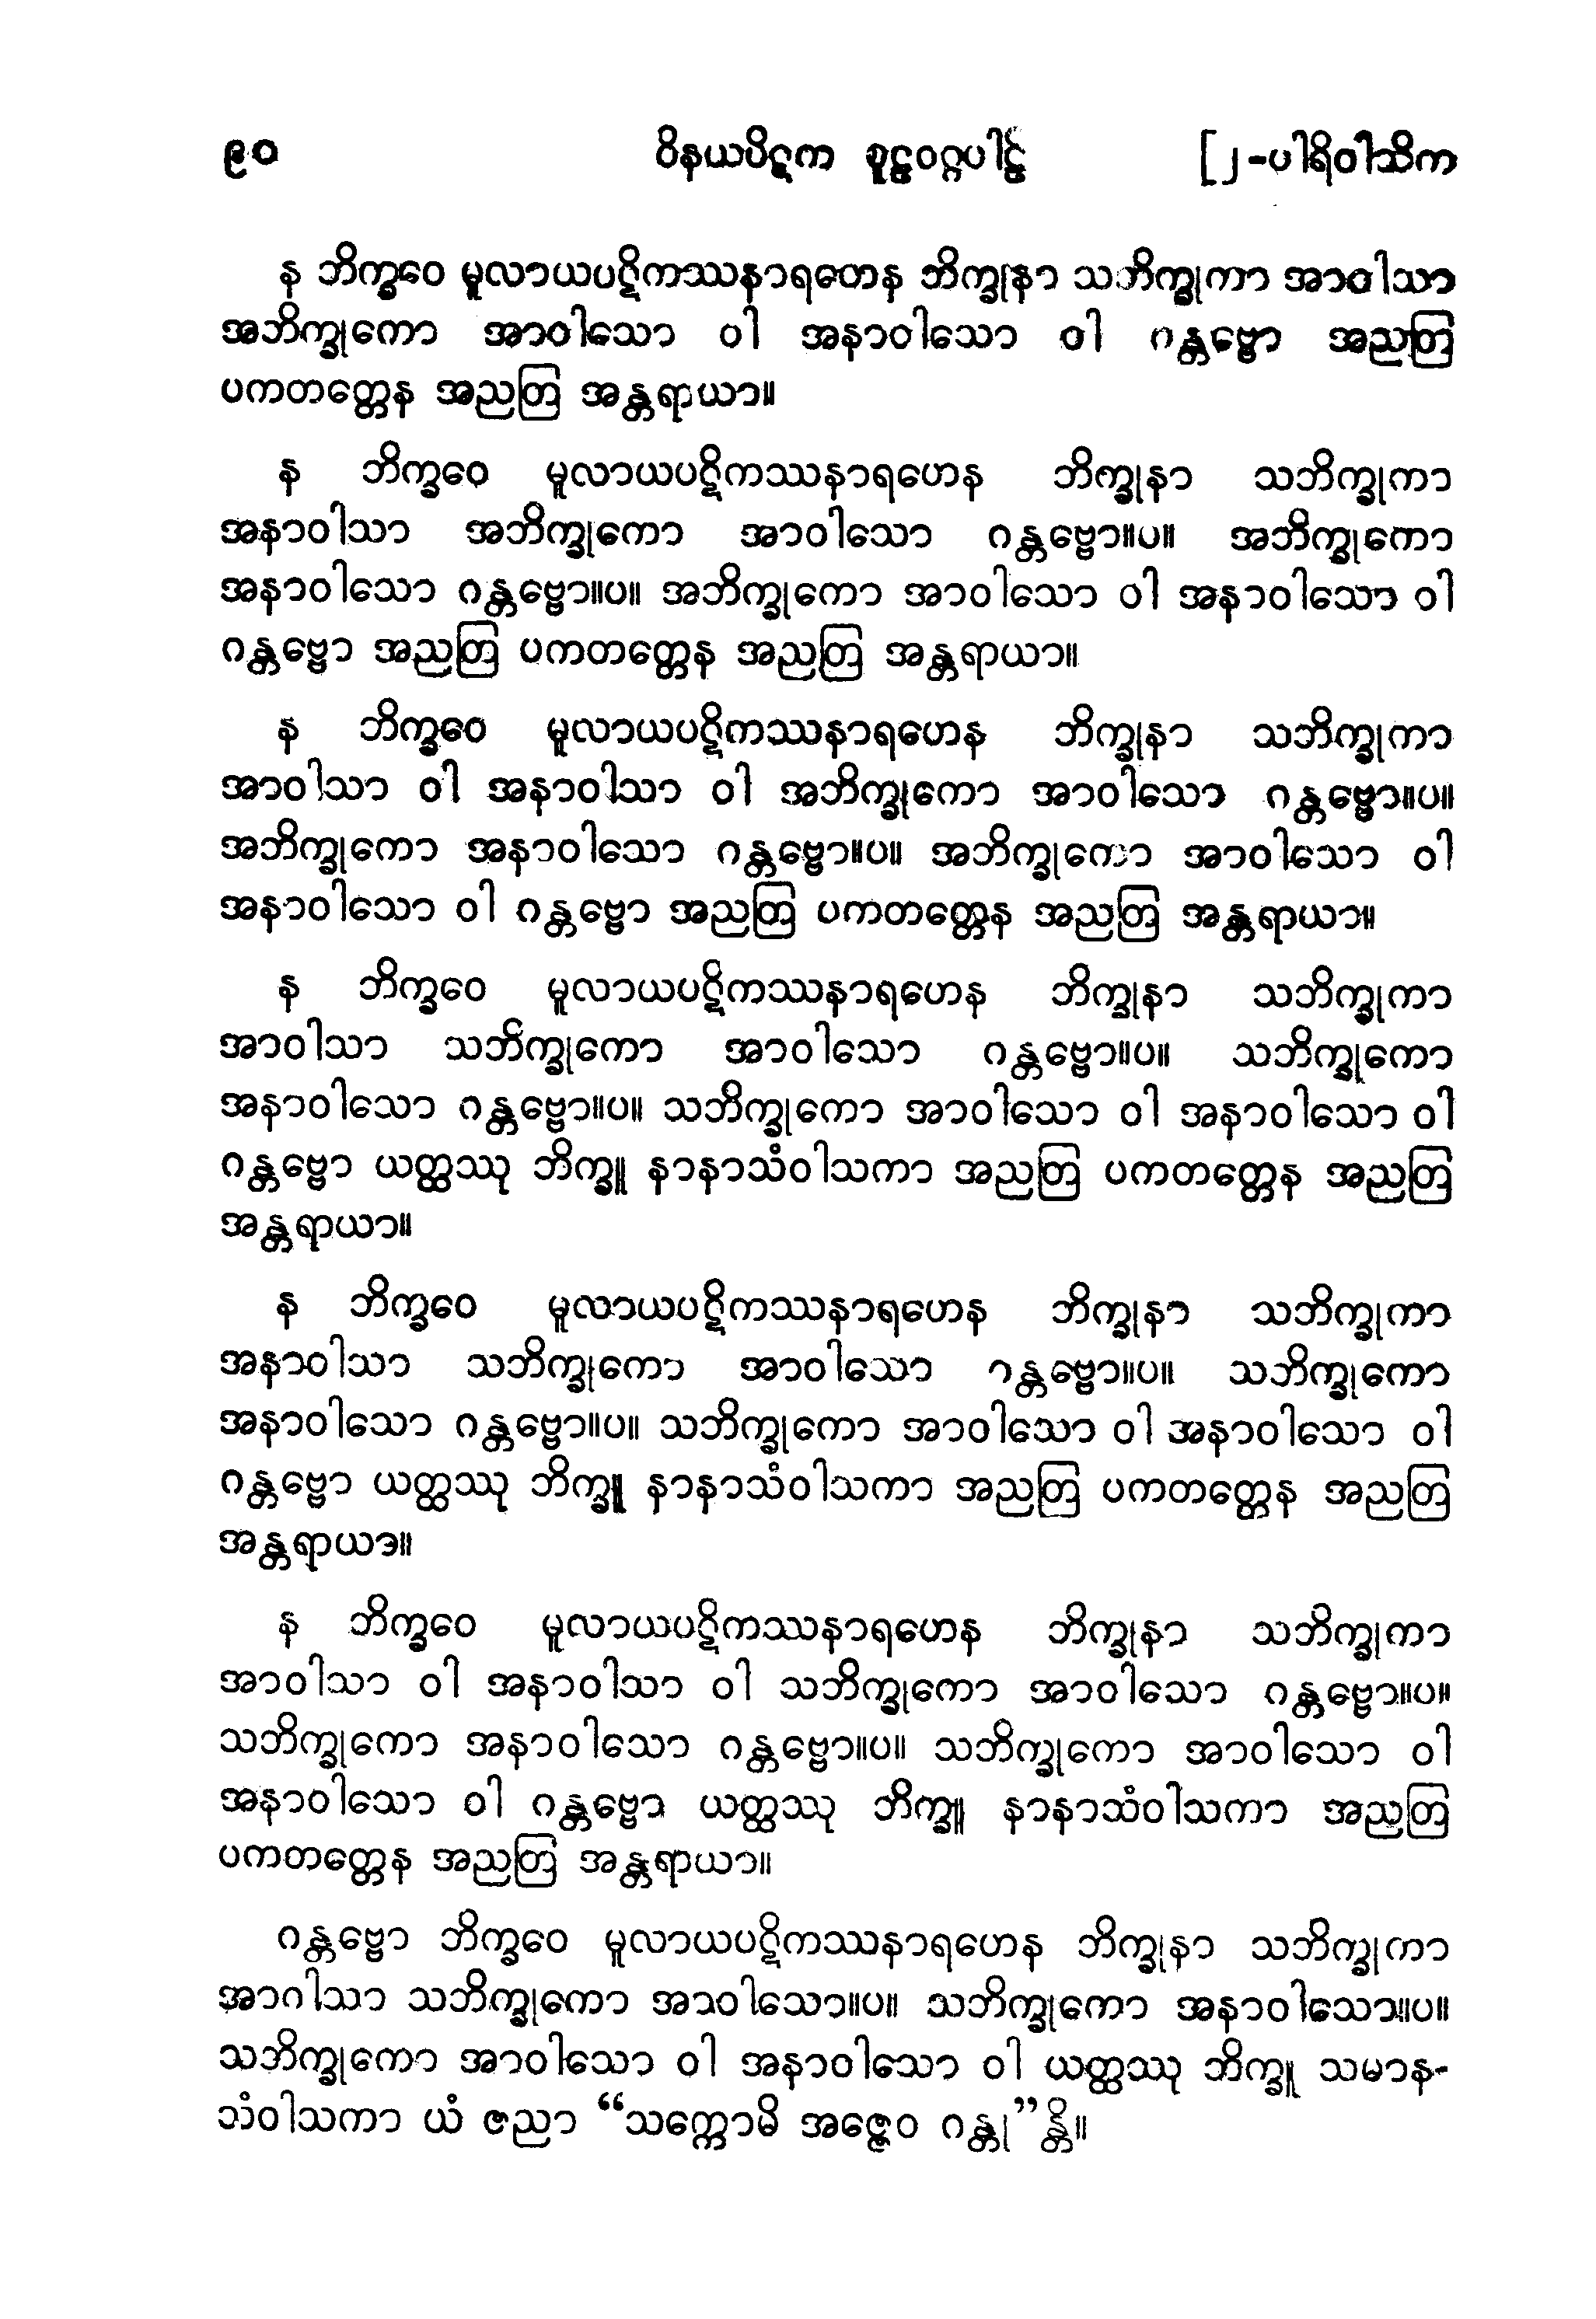 ၉၀ ဝိနယပိဋက စူဠဝဂ္ဂပါဠိ [၂-ပါရိဝါသိက
န ဘိက္ခဝေ မူလာယပဋိကဿနာရဟေန ဘိက္ခုနာ သဘိက္ခုကာ အာဝါသာ
အဘိက္ခုကော အာဝါသော ဝါ အနာဝါသော ဝါ ဂန္တဗ္ဗော အညတြ
ပကတတ္တေန အညတြ အန္တရာယာ။
န ဘိက္ခဝေ မူလာယပဋိကဿနာရဟေန ဘိက္ခုနာ သဘိက္ခုကာ
အနာဝါသာ အဘိက္ခုကော အာဝါသော ဂန္တဗ္ဗော။ပ။ အဘိက္ခုကော
အနာဝါသော ဂန္တဗ္ဗော။ပ။ အဘိက္ခုကော အာဝါသော ဝါ အနာဝါသော ဝါ
ဂန္တဗ္ဗော အညတြ ပကတတ္တေန အညတြ အန္တရာယာ။
န ဘိက္ခဝေ မူလာယပဋိကဿနာရဟေန ဘိက္ခုနာ သဘိက္ခုကာ
အာဝါသာ ဝါ အနာဝါသာ ဝါ အဘိက္ခုကော အာဝါသော ဂန္တဗ္ဗော။ပ။
အဘိက္ခုကော အနာဝါသော ဂန္တဗ္ဗော။ပ။ အဘိက္ခုကော အာဝါသော ဝါ
အနာဝါသော ဝါ ဂန္တဗ္ဗော အညတြ ပကတတ္တေန အညတြ အန္တရာယာ။
န ဘိက္ခဝေ မူလာယပဋိကဿနာရဟေန ဘိက္ခုနာ သဘိက္ခုကာ
အာဝါသာ သဘိက္ခုကော အာဝါသော ဂန္တဗ္ဗော။ပ။ သဘိက္ခုကော
အနာဝါသော ဂန္တဗ္ဗော။ပ။ သဘိက္ခုကော အာဝါသော ဝါ အနာဝါသော ဝါ
ဂန္တဗ္ဗော ယတ္ထဿု ဘိက္ခူ နာနာသံဝါသကာ အညတြ ပကတတ္တေန အညတြ
အန္တရာယာ။
န ဘိက္ခဝေ မူလာယပဋိကဿနာရဟေန ဘိက္ခုနာ သဘိက္ခုကာ
အနာဝါသာ သဘိက္ခုကော အာဝါသော ဂန္တဗ္ဗော။ပ။ သဘိက္ခုကော
အနာဝါသော ဂန္တဗ္ဗော။ပ။ သဘိက္ခုကော အာဝါသော ဝါ အနာဝါသော ဝါ
ဂန္တဗ္ဗော ယတ္ထဿု ဘိက္ခူ နာနာသံဝါသကာ အညတြ ပကတတ္တေန အညတြ
အန္တရာယာ။
န ဘိက္ခဝေ မူလာယပဋိကဿနာရဟေန ဘိက္ခုနာ သဘိက္ခုကာ
အာဝါသာ ဝါ အနာဝါသာ ဝါ သဘိက္ခုကော အာဝါသော ဂန္တဗ္ဗော။ပ။
သဘိက္ခုကော အနာဝါသော ဂန္တဗ္ဗော။ပ။ သဘိက္ခုကော အာဝါသော ဝါ
အနာဝါသော ဝါ ဂန္တဗ္ဗော ယတ္ထဿု ဘိက္ခူ နာနာသံဝါသကာ အညတြ
ပကတတ္တေန အညတြ အန္တရာယာ။
ဂန္တဗ္ဗော ဘိက္ခဝေ မူလာယပဋိကဿနာရဟေန ဘိက္ခုနာ သဘိက္ခုကာ
အာဝါသာ သဘိက္ခုကော အာဝါသော။ပ။ သဘိက္ခုကော အနာဝါသော။ပ။
သဘိက္ခုကော အာဝါသော ဝါ အနာဝါသော ဝါ ယတ္ထဿု ဘိက္ခူ သမာန-
သံဝါသကာ ယံ ဇညာ “သက္ကောမိ အဇ္ဇေဝ ဂန္တု”န္တိ။